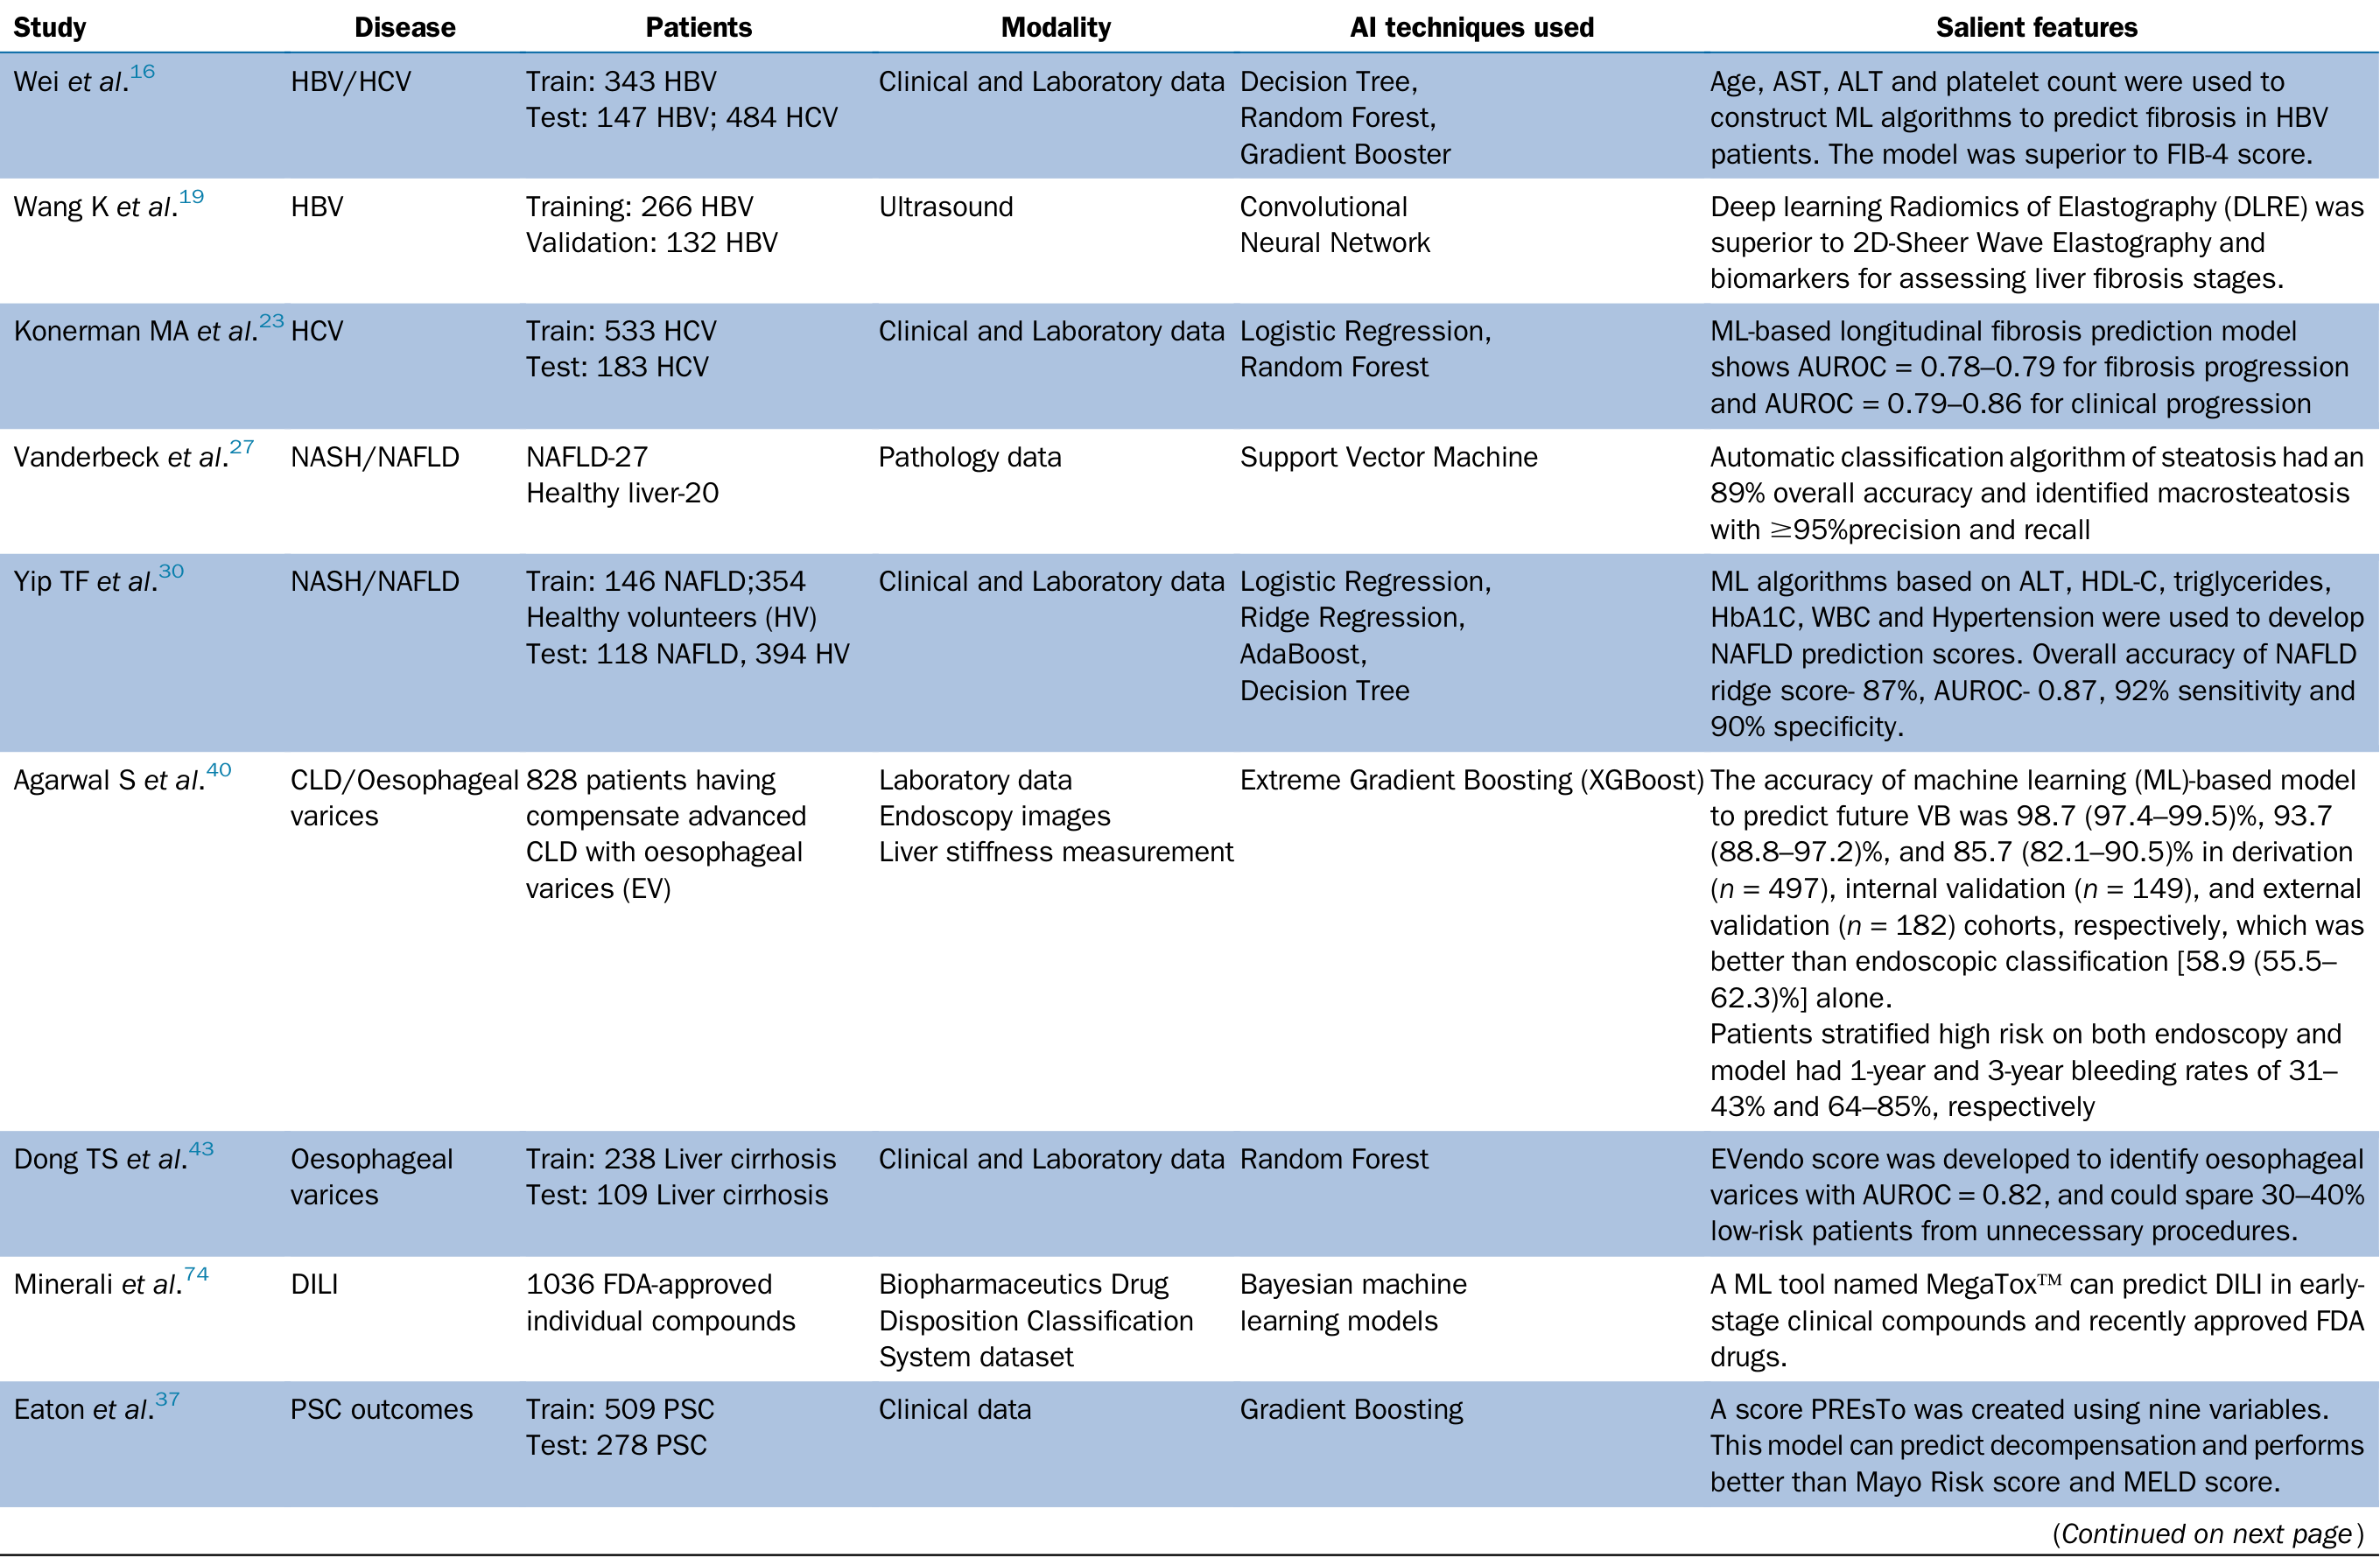 Study Disease Patients Modality AI techniques used Salient features
Wei et al.16 HBV/HCV Train: 343 HBV Clinical and Laboratory data Decision Tree, Age, AST, ALT and platelet count were used to
Test: 147 HBV; 484 HCV Random Forest, construct ML algorithms to predict fibrosis in HBV
Gradient Booster patients. The model was superior to FIB-4 score.
Wang K et al.19 HBV Training: 266 HBV Ultrasound Convolutional Deep learning Radiomics of Elastography (DLRE) was
Validation: 132 HBV Neural Network superior to 2D-Sheer Wave Elastography and
biomarkers for assessing liver fibrosis stages.
Konerman MA et al.23 HCV Train: 533 HCV Clinical and Laboratory data Logistic Regression, ML-based longitudinal fibrosis prediction model
Test: 183 HCV Random Forest shows AUROC = 0.78–0.79 for fibrosis progression
and AUROC = 0.79–0.86 for clinical progression
Vanderbeck et al.27 NASH/NAFLD NAFLD-27 Pathology data Support Vector Machine Automatic classification algorithm of steatosis had an
Healthy liver-20 89% overall accuracy and identified macrosteatosis
with ≥95%precision and recall
Yip TF et al.30 NASH/NAFLD Train: 146 NAFLD;354 Clinical and Laboratory data Logistic Regression, ML algorithms based on ALT, HDL-C, triglycerides,
Healthy volunteers (HV) Ridge Regression, HbA1C, WBC and Hypertension were used to develop
Test: 118 NAFLD, 394 HV AdaBoost, NAFLD prediction scores. Overall accuracy of NAFLD
Decision Tree ridge score- 87%, AUROC- 0.87, 92% sensitivity and
90% specificity.
Agarwal S et al.40 CLD/Oesophageal 828 patients having Laboratory data Extreme Gradient Boosting (XGBoost) The accuracy of machine learning (ML)-based model
varices compensate advanced Endoscopy images to predict future VB was 98.7 (97.4–99.5)%, 93.7
CLD with oesophageal Liver stiffness measurement (88.8–97.2)%, and 85.7 (82.1–90.5)% in derivation
varices (EV) (n = 497), internal validation (n = 149), and external
validation (n = 182) cohorts, respectively, which was
better than endoscopic classification [58.9 (55.5–
62.3)%] alone.
Patients stratified high risk on both endoscopy and
model had 1-year and 3-year bleeding rates of 31–
43% and 64–85%, respectively
Dong TS et al.43 Oesophageal Train: 238 Liver cirrhosis Clinical and Laboratory data Random Forest EVendo score was developed to identify oesophageal
varices Test: 109 Liver cirrhosis varices with AUROC = 0.82, and could spare 30–40%
low-risk patients from unnecessary procedures.
Minerali et al.74 DILI 1036 FDA-approved Biopharmaceutics Drug Bayesian machine A ML tool named MegaTox™ can predict DILI in early-
individual compounds Disposition Classification learning models stage clinical compounds and recently approved FDA
System dataset drugs.
Eaton et al.37 PSC outcomes Train: 509 PSC Clinical data Gradient Boosting A score PREsTo was created using nine variables.
Test: 278 PSC This model can predict decompensation and performs
better than Mayo Risk score and MELD score.
(Continued on next page)